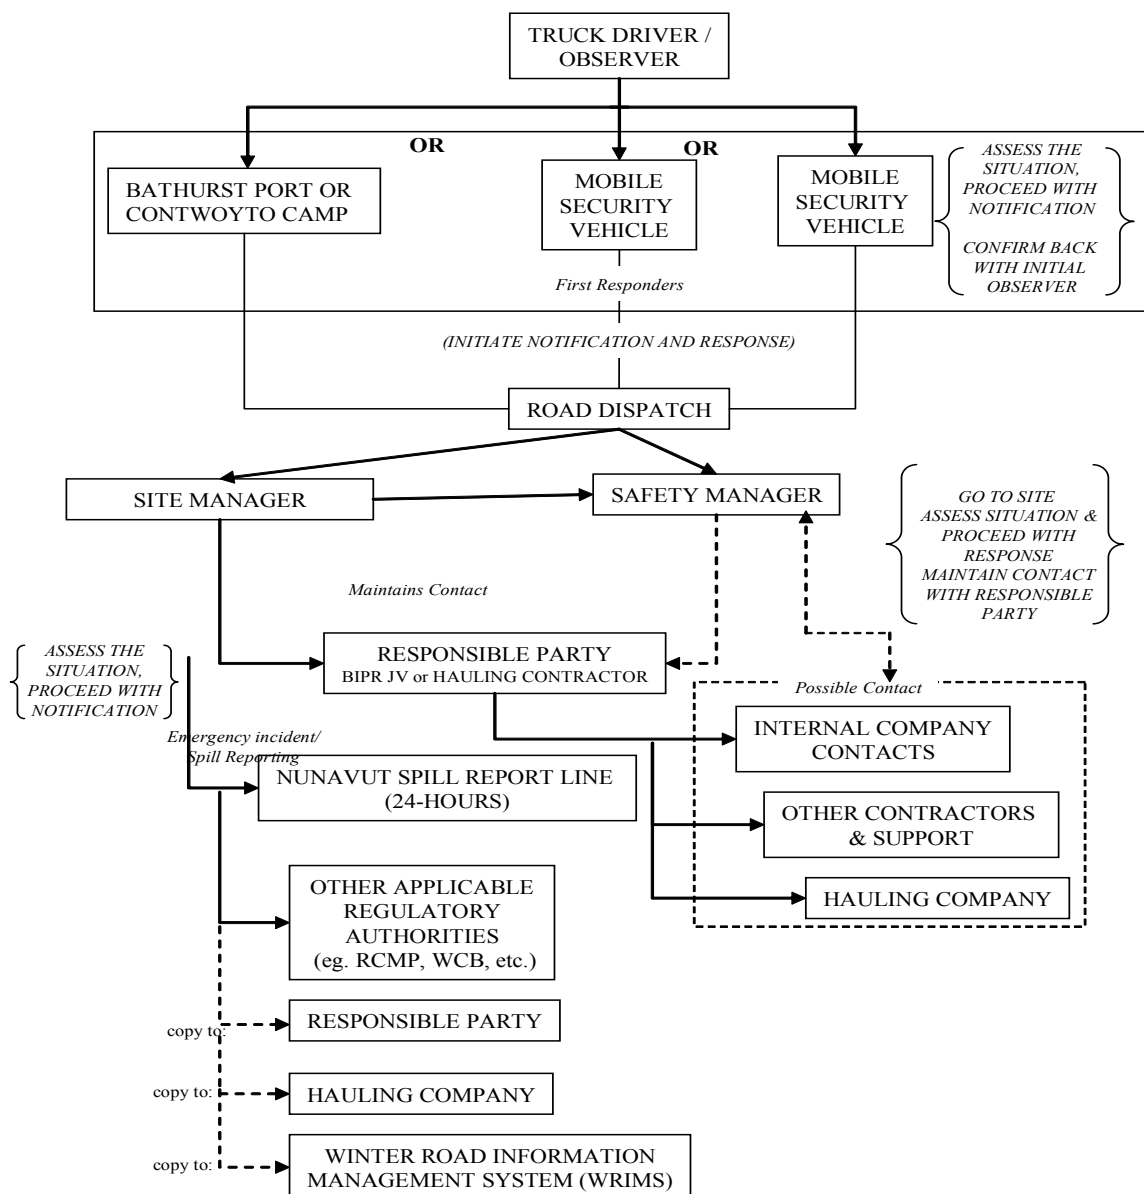 TRUCK DRIVER /
OBSERVER
OR
OR
BATHURST PORT OR
CONTWOYTO CAMP
MOBILE
SECURITY
VEHICLE
MOBILE
SECURITY
VEHICLE
ASSESS THE
SITUATION,
PROCEED WITH
NOTIFICATION
CONFIRM BACK
WITH INITIAL
OBSERVER
First Responders
(INITIATE NOTIFICATION AND RESPONSE)
ROAD DISPATCH
SITE MANAGER
SAFETY MANAGER
GO TO SITE
ASSESS SITUATION &
PROCEED WITH
RESPONSE
MAINTAIN CONTACT
WITH RESPONSIBLE
PARTY
Maintains Contact
ASSESS THE
SITUATION,
PROCEED WITH
NOTIFICATION
RESPONSIBLE PARTY
BIPR JV or HAULING CONTRACTOR
Possible Contact
INTERNAL COMPANY
CONTACTS
Emergency incident/
Spill Reporting
NUNAVUT SPILL REPORT LINE
(24-HOURS)
OTHER CONTRACTORS
& SUPPORT
HAULING COMPANY
OTHER APPLICABLE
REGULATORY
AUTHORITIES
(eg. RCMP, WCB, etc.)
copy to:
RESPONSIBLE PARTY
copy to:
HAULING COMPANY
copy to:
WINTER ROAD INFORMATION
MANAGEMENT SYSTEM (WRIMS)